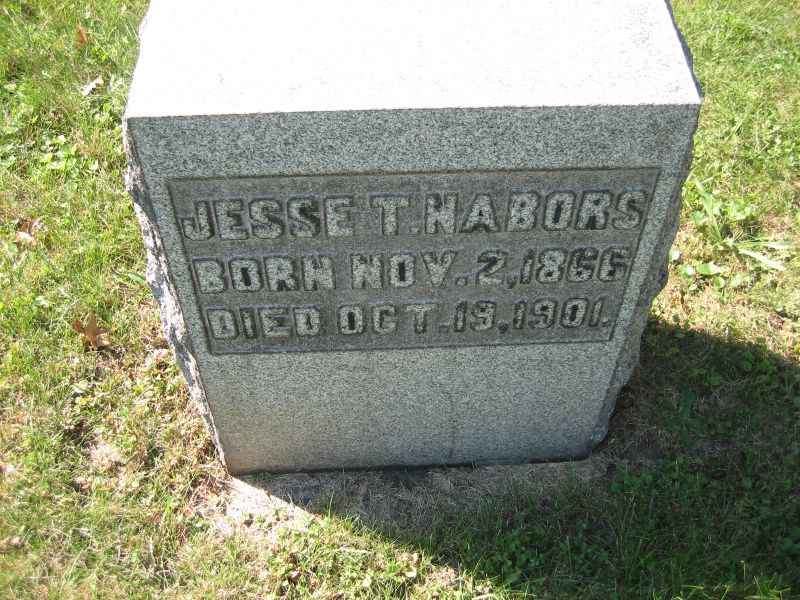 JESSE T. NABORS
BORN NOV. 2, 1866
DIED OCT. 19, 1901.